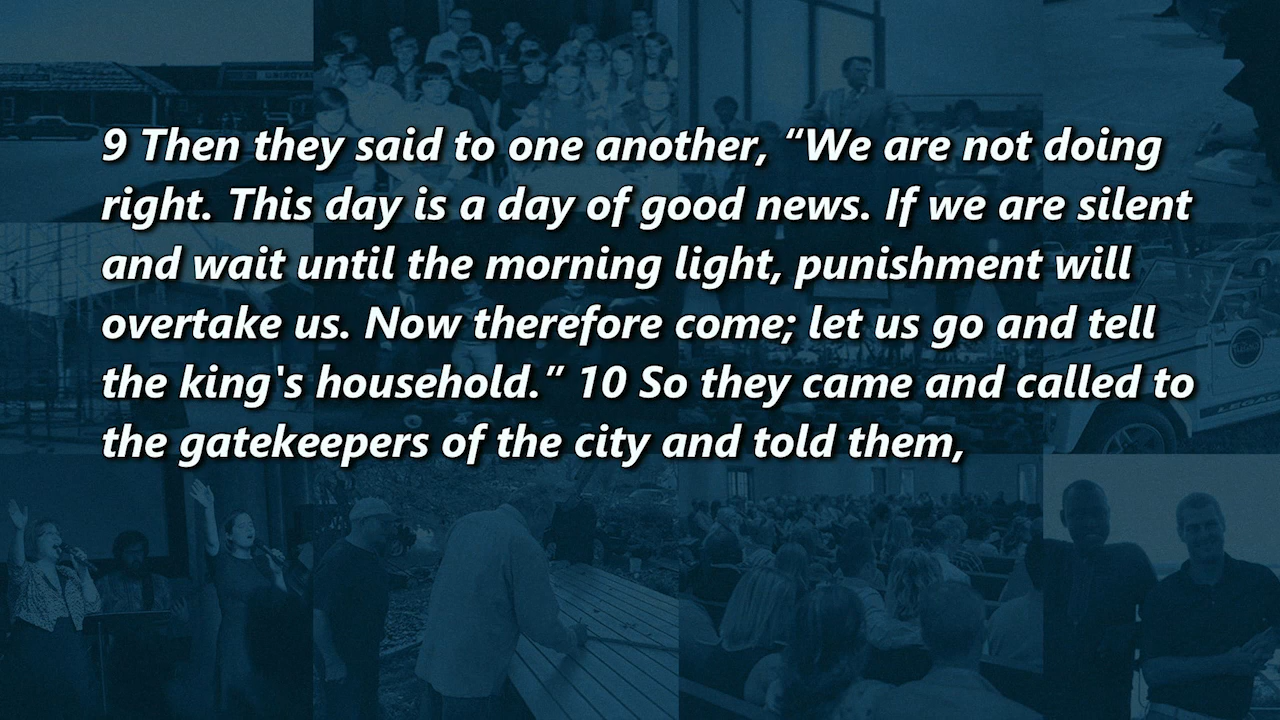 9 Then they said to one another, “We are not doing
right. This day is a day of good news. If we are silent
and wait until the morning light, punishment will
overtake us. Now therefore come; let us go and tell
the king's household.” 10 So they came and called to
the gatekeepers of the city and told them,